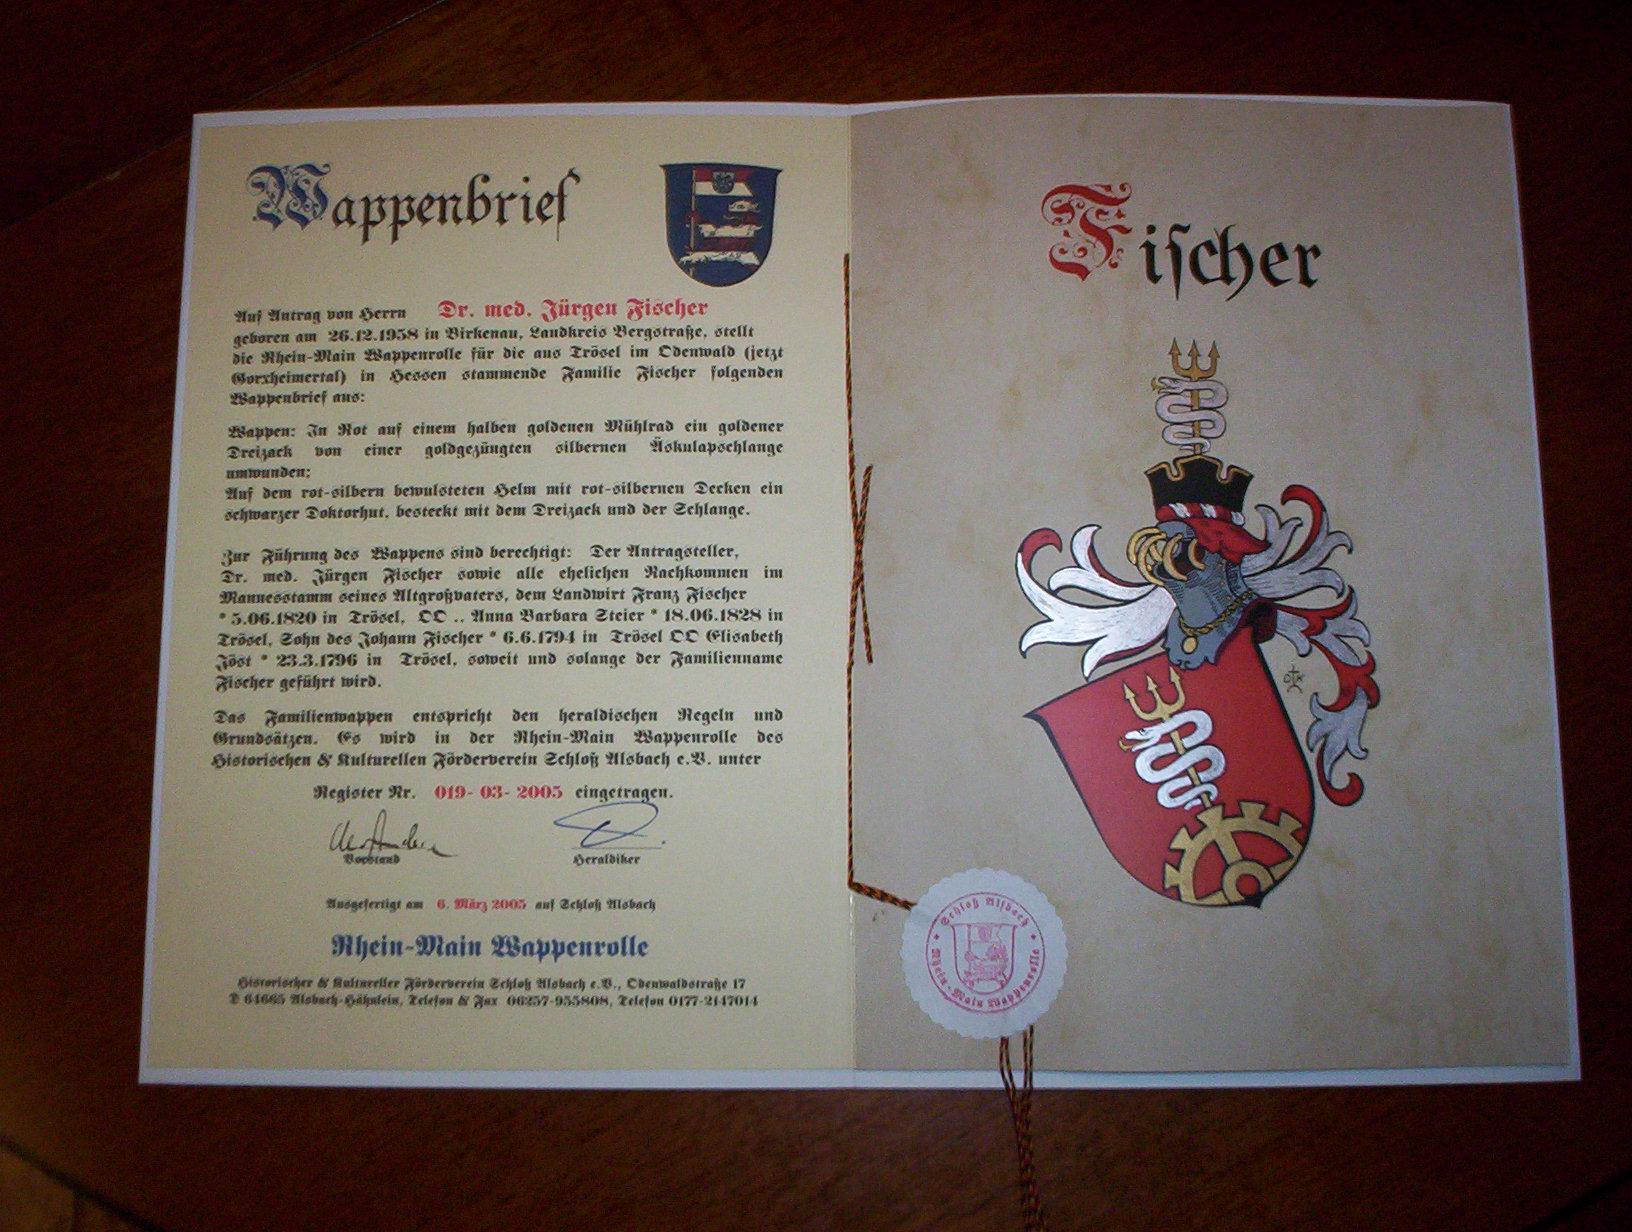 Wappenbrief
Auf Antrag von Herrn Dr. med. Jürgen Fischer
geboren am 26.12.1958 in Birkenau, Landkreis Bergstraße, stellt
die Rhein-Main Wappenrolle für die aus Trösel im Odenwald (jetzt
Gorxheimertal) in Hessen stammende Familie Fischer folgenden
Wappenbrief aus:
Wappen: In Rot auf einem halben goldenen Mühlrad ein goldener
Dreizack von einer goldgezüngten silbernen Äskulapschlange
umwunden;
Auf dem rot-silbern bewulsteten Helm mit rot-silbernen Decken ein
schwarzer Doktorhut, besteckt mit dem Dreizack und der Schlange.
Zur Führung des Wappens sind berechtigt: Der Antragsteller,
Dr. med. Jürgen Fischer sowie alle ehelichen Nachkommen im
Mannesstamm seines Altgroßvaters, dem Landwirt Franz Fischer
* 5.06.1820 in Trösel, OO .. Anna Barbara Steier * 18.06.1828 in
Trösel, Sohn des Johann Fischer * 6.6.1794 in Trösel OO Elisabeth
Jöst * 23.3.1796 in Trösel, soweit und solange der Familienname
Fischer geführt wird.
Das Familienwappen entspricht den heraldischen Regeln und
Grundsätzen. Es wird in der Rhein-Main Wappenrolle des
Historischen & Kulturellen Förderverein Schloß Alsbach e.V. unter
Register Nr. 019- 03- 2005 eingetragen.
Vorstand Heraldiker
Ausgefertigt am 6. März 2005 auf Schloß Alsbach
Rhein-Main Wappenrolle
Historischer & Kultureller Förderverein Schloß Alsbach e.V., Odenwaldstraße 17
D 64665 Alsbach-Hähnlein, Telefon & Fax 06257-955808, Telefon 0177-2147014
Fischer
Schloß Alsbach
Rhein-Main Wappenrolle